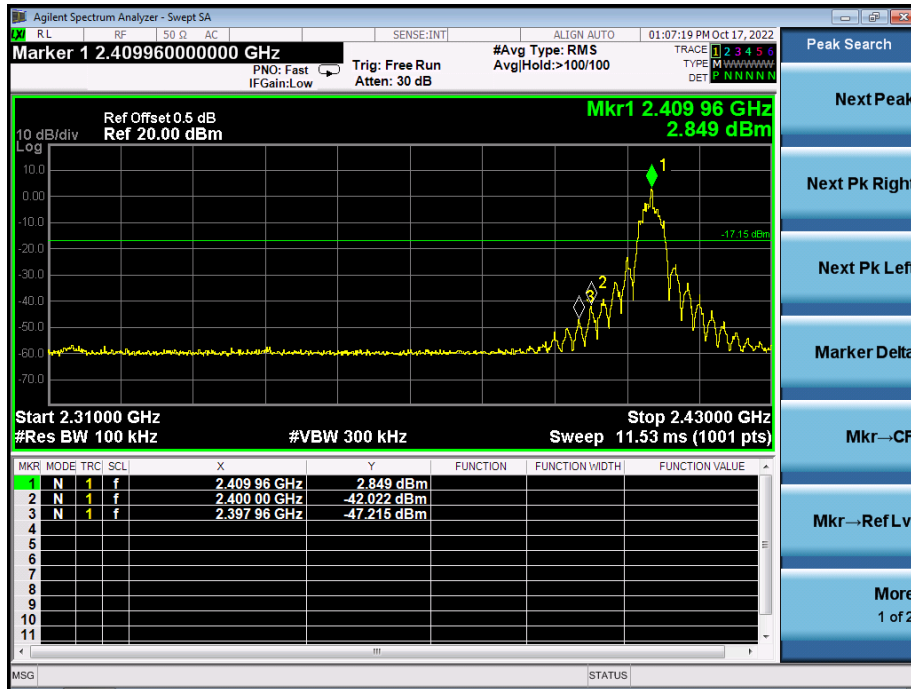 Agilent Spectrum Analyzer - Swept SA
LXI RL RF 50 Ω AC SENSE:INT ALIGN AUTO 01:07:19 PM Oct 17, 2022
Marker 1 2.409960000000 GHz
PNO: Fast
IFGain:Low
Trig: Free Run
Atten: 30 dB
#Avg Type: RMS
Avg|Hold:>100/100
TRACE 1 2 3 4 5 6
TYPE M WWWWW
DET P N N N N N
Peak Search
Mkr1 2.409 96 GHz
2.849 dBm
Ref Offset 0.5 dB
10 dB/div Ref 20.00 dBm
Log
10.0
0.00
-10.0
-20.0
-30.0
-40.0
-50.0
-60.0
-70.0
1
-17.15 dBm
2
3
Start 2.31000 GHz Stop 2.43000 GHz
#Res BW 100 kHz #VBW 300 kHz Sweep 11.53 ms (1001 pts)
MKR MODE TRC SCL X Y FUNCTION FUNCTION WIDTH FUNCTION VALUE
1 N 1 f 2.409 96 GHz 2.849 dBm
2 N 1 f 2.400 00 GHz -42.022 dBm
3 N 1 f 2.397 96 GHz -47.215 dBm
4
5
6
7
8
9
10
11
MSG STATUS
Next Peak
Next Pk Right
Next Pk Left
Marker Delta
Mkr→CF
Mkr→Ref Lv
More
1 of 2